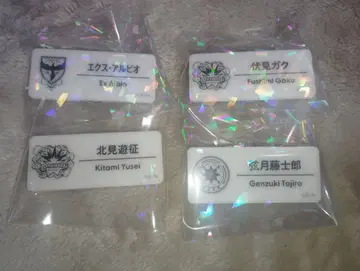 エクス・アルビオ
Ex Albio
伏見ガク
Fushimi Gaku
北見遊征
Kitami Yusei
弦月藤士郎
Genzuki Tojiro